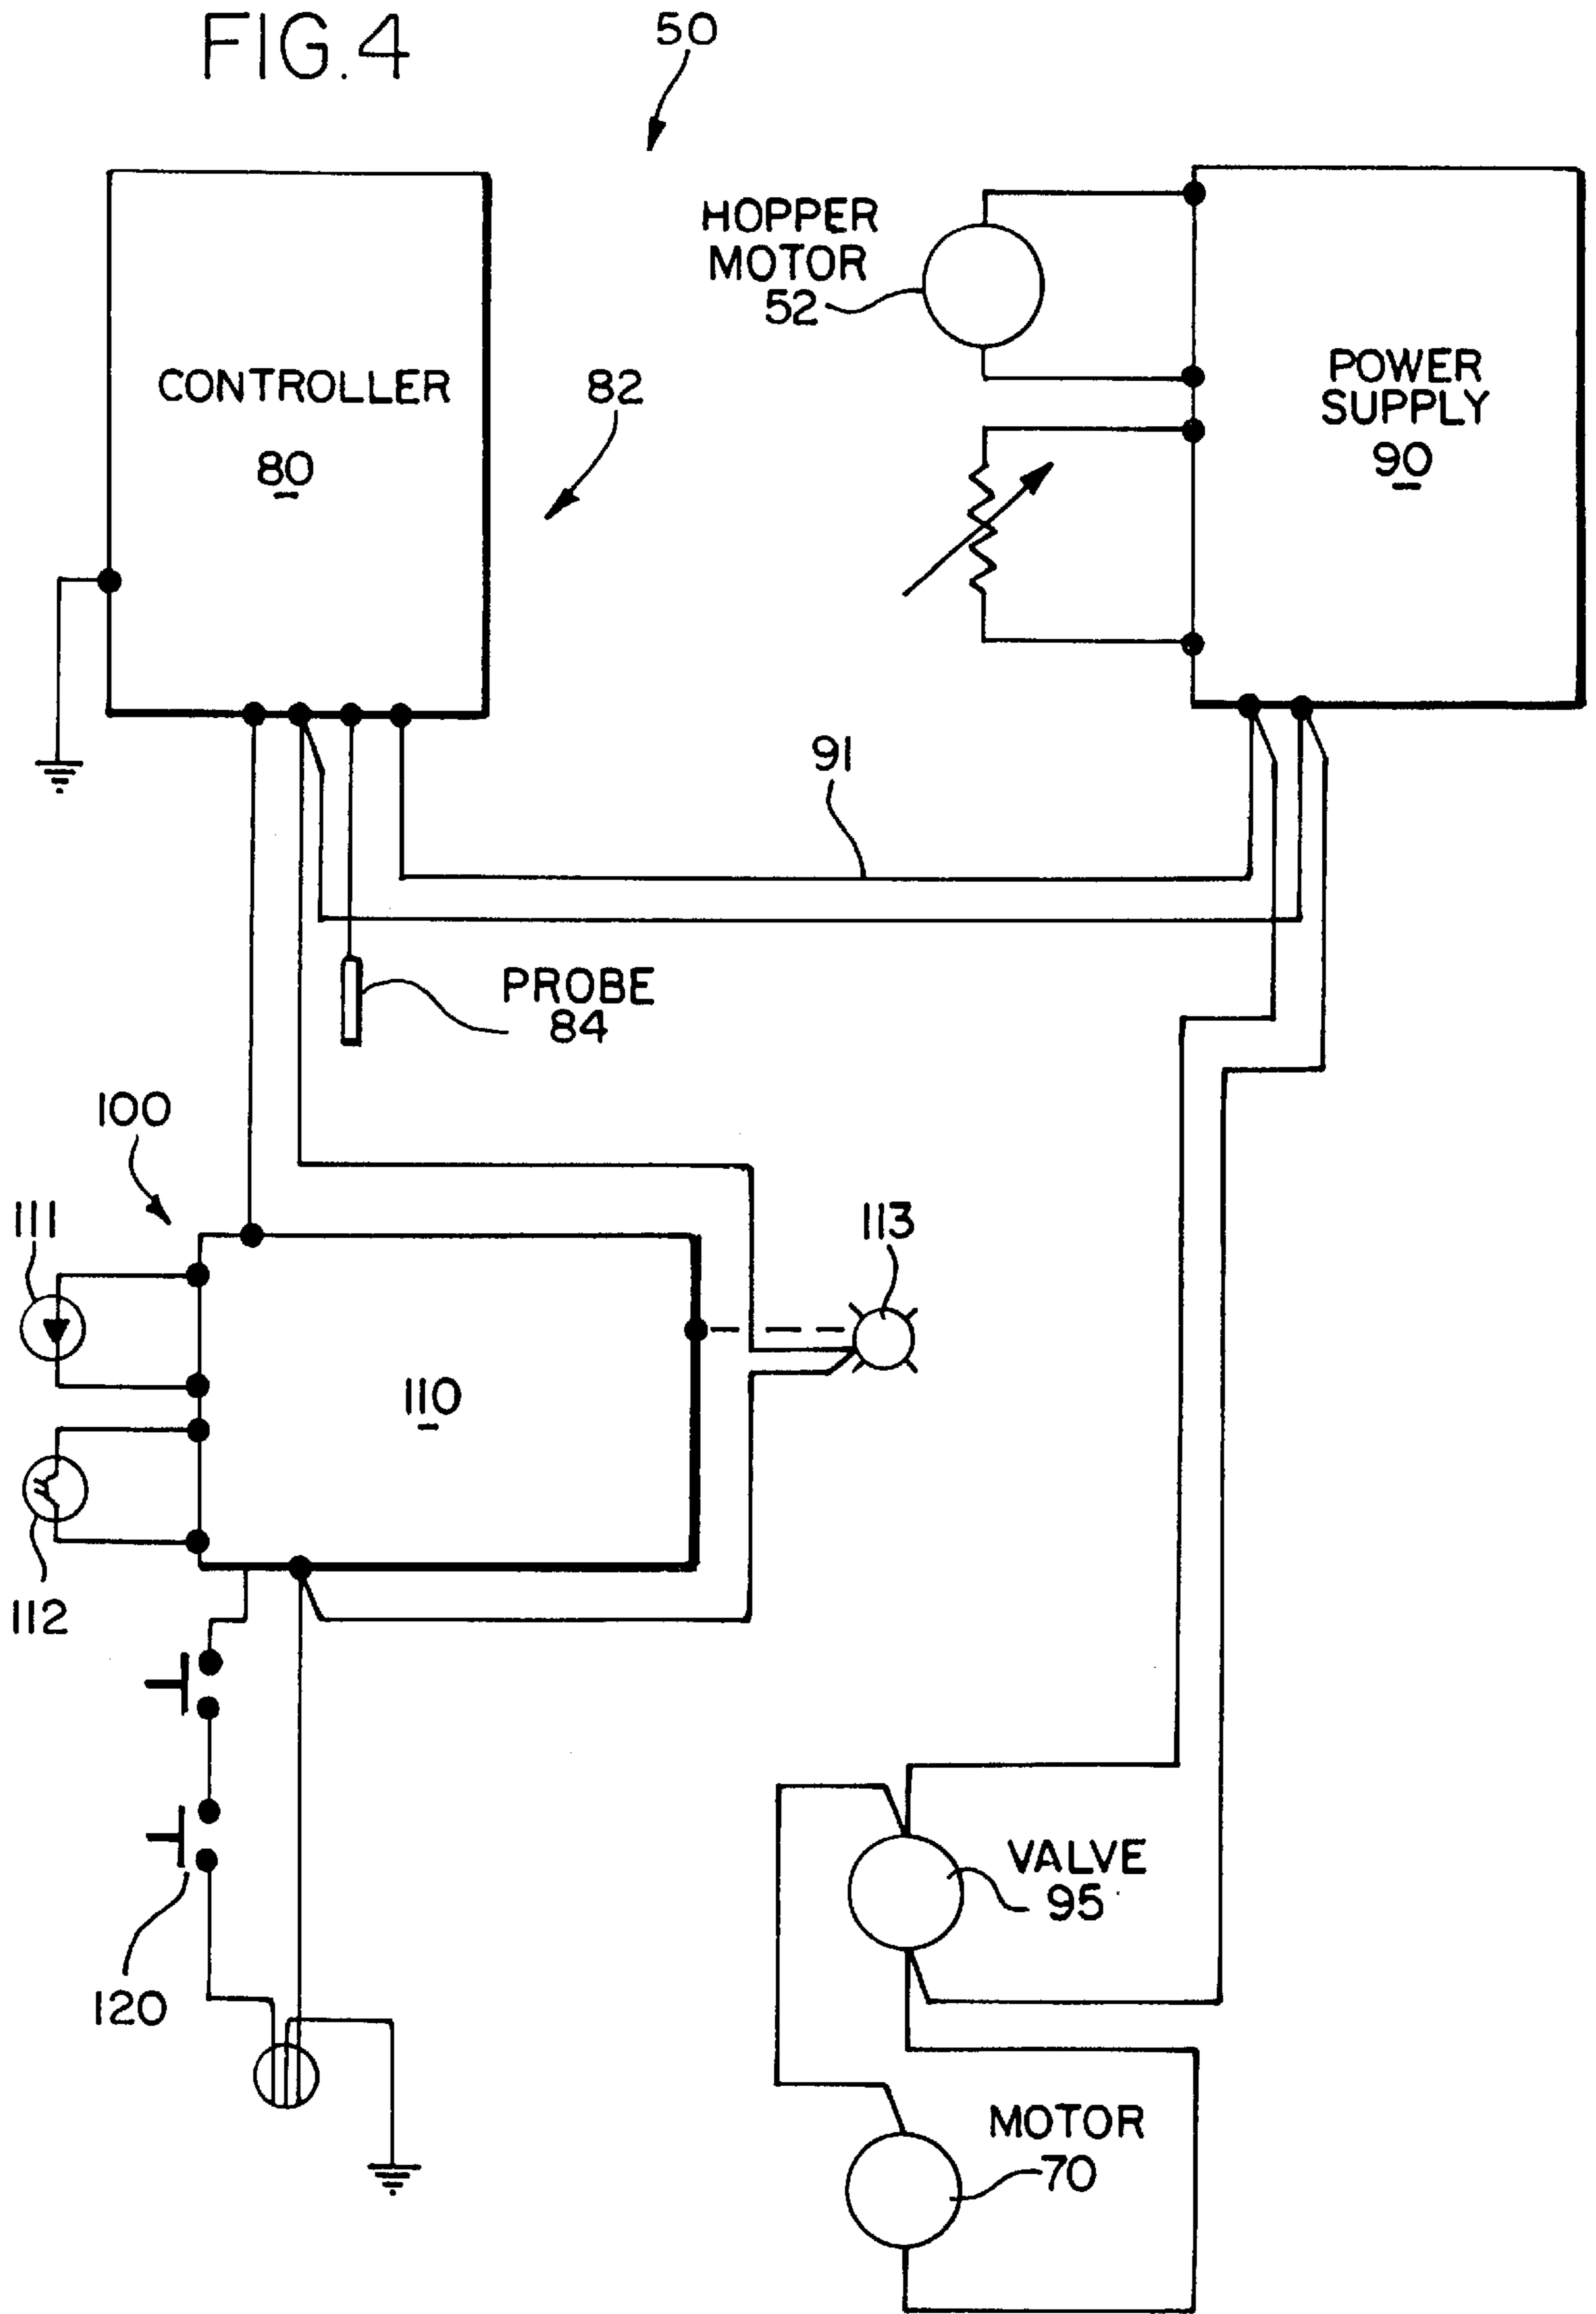 FIG.4
50
HOPPER
MOTOR
52
CONTROLLER
80
82
POWER
SUPPLY
90
91
PROBE
84
100
111
113
110
112
120
VALVE
95
MOTOR
70